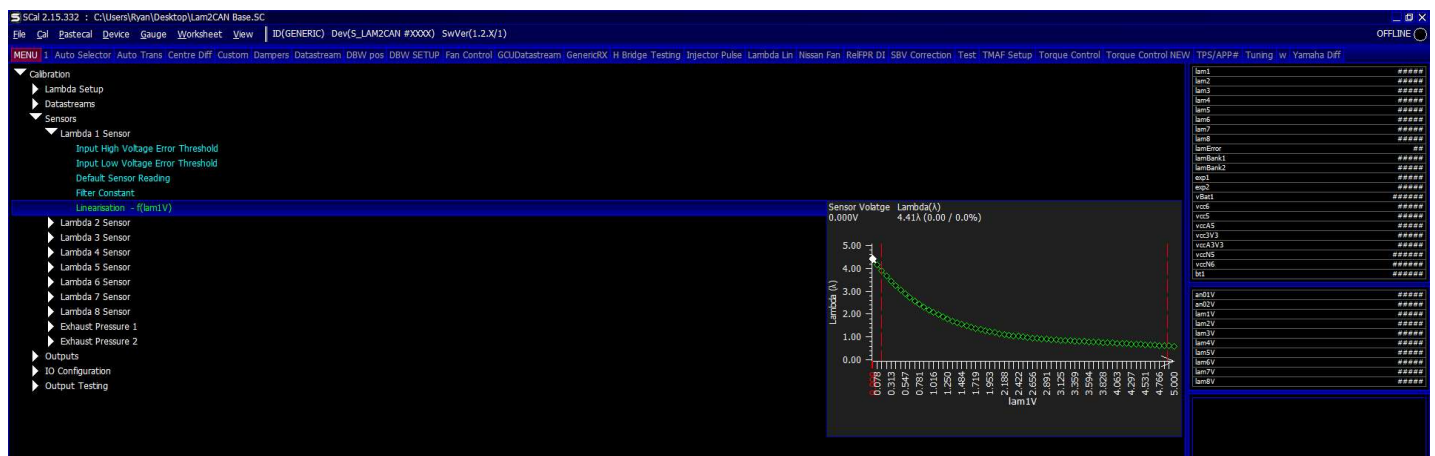 SCal 2.15.332 : C:\Users\Ryan\Desktop\Lam2CAN Base.SC
File Cal Pastecal Device Gauge Worksheet View ID(GENERIC) Dev(S_LAM2CAN #XXXX) SwVer(1.2.X/1) OFFLINE
MENU 1 Auto Selector Auto Trans Centre Diff Custom Dampers Datastream DBW pos DBW SETUP Fan Control GCUDatastream GenericRX H Bridge Testing Injector Pulse Lambda Lin Nissan Fan RelFPR DI SBV Correction Test TMAF Setup Torque Control Torque Control NEW TPS/APP# Tuning w Yamaha Diff
Calibration
Lambda Setup
Datastreams
Sensors
Lambda 1 Sensor
Input High Voltage Error Threshold
Input Low Voltage Error Threshold
Default Sensor Reading
Filter Constant
Linearisation - f(lam1V)
Lambda 2 Sensor
Lambda 3 Sensor
Lambda 4 Sensor
Lambda 5 Sensor
Lambda 6 Sensor
Lambda 7 Sensor
Lambda 8 Sensor
Exhaust Pressure 1
Exhaust Pressure 2
Outputs
IO Configuration
Output Testing
Sensor Volatge Lambda(λ)
0.000V 4.41λ (0.00 / 0.0%)
Lambda (λ)
5.00
4.00
3.00
2.00
1.00
0.00
0.078 0.313 0.547 0.781 1.016 1.250 1.484 1.719 1.953 2.188 2.422 2.656 2.891 3.125 3.359 3.594 3.828 4.063 4.297 4.531 4.766 5.000
lam1V
lam1 #####
lam2 #####
lam3 #####
lam4 #####
lam5 #####
lam6 #####
lam7 #####
lam8 #####
lamError ##
lamBank1 #####
lamBank2 #####
exp1 #####
exp2 #####
vBat1 ######
vcc6 #####
vcc5 #####
vccA5 #####
vcc3V3 #####
vccA3V3 #####
vccN5 ######
vccN6 ######
bt1 ######
an01V #####
an02V #####
lam1V #####
lam2V #####
lam3V #####
lam4V #####
lam5V #####
lam6V #####
lam7V #####
lam8V #####